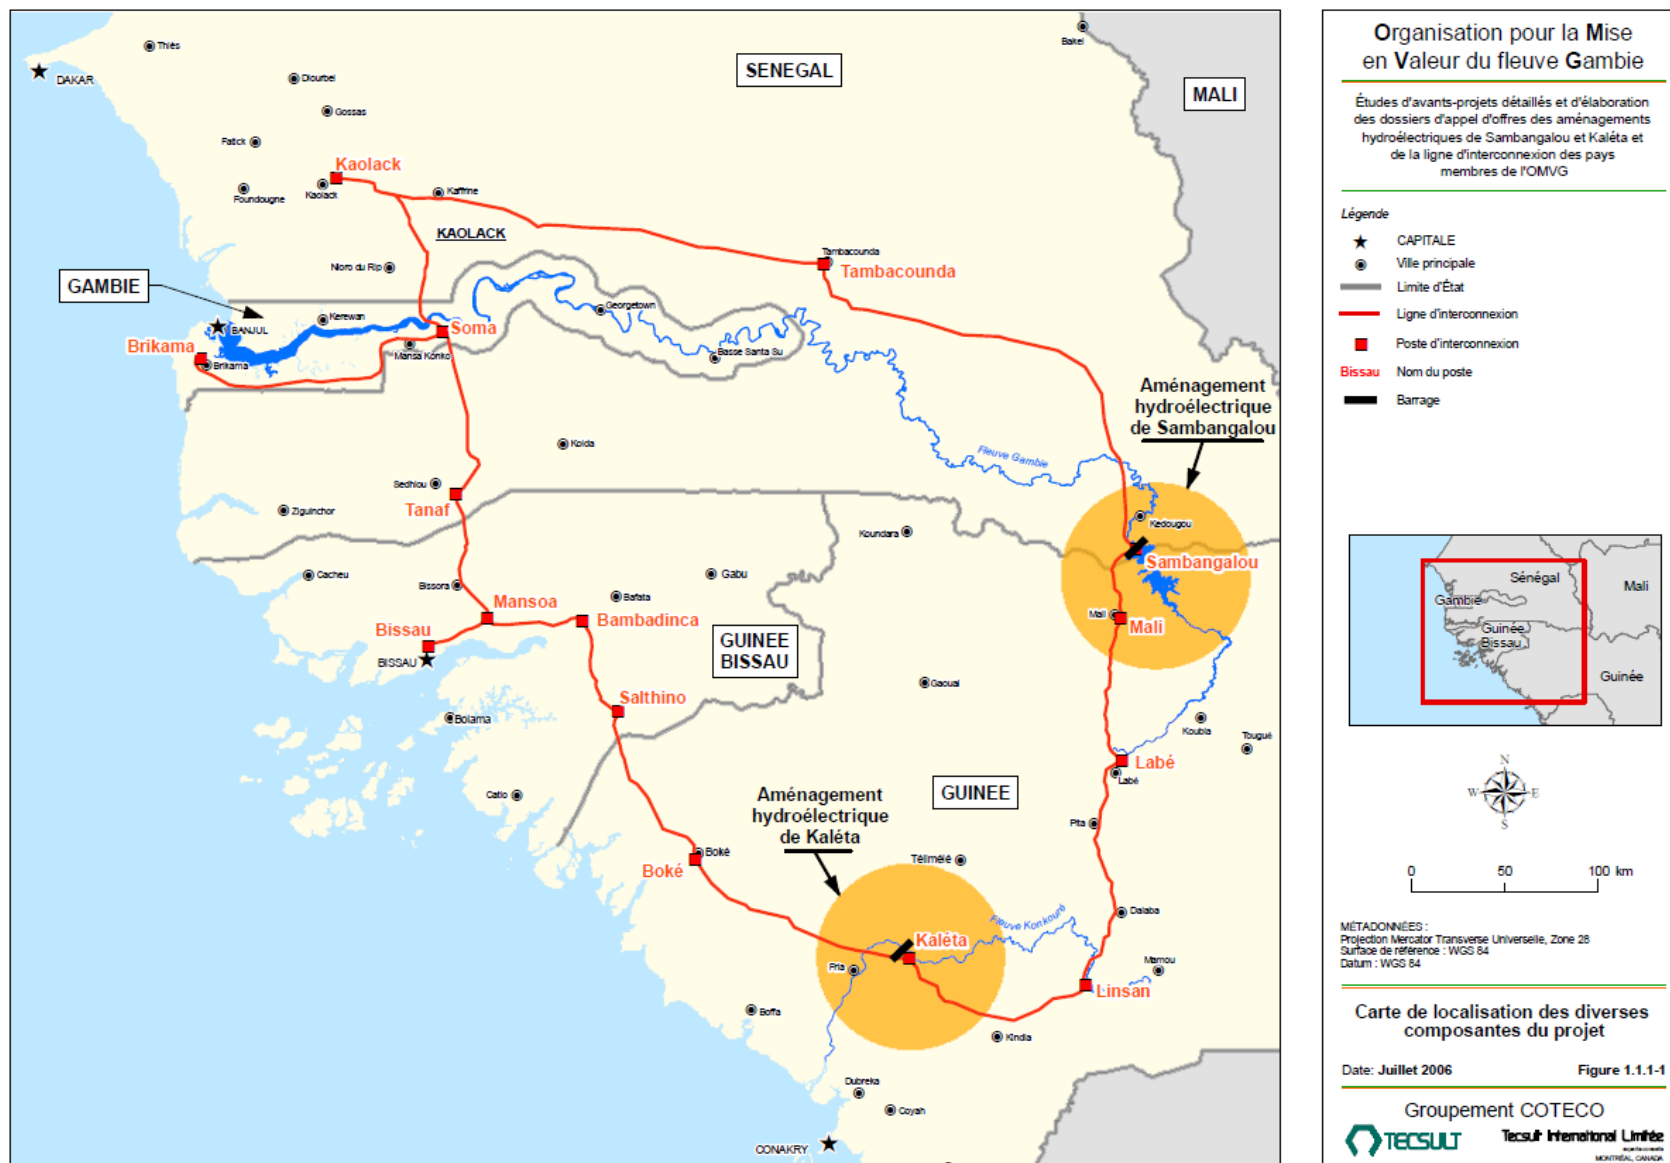 Thiès
DAKAR
Diourbel
Gossas
Fatick
Foundougne
Kaolack
Kaolack
Kaffrine
KAOLACK
Nioro du Rip
SENEGAL
Bakel
MALI
GAMBIE
BANJUL
Kerewan
Brikama
Brikama
Soma
Mansa Konko
Georgetown
Basse Santa Su
Tambacounda
Tambacounda
Aménagement
hydroélectrique
de Sambangalou
Fleuve Gambie
Kolda
Sedhiou
Tanaf
Ziguinchor
Koundara
Kedougou
Sambangalou
Mali
Mali
Cacheu
Bissora
Mansoa
Bissau
BISSAU
Bafata
Gabu
Bambadinca
GUINEE
BISSAU
Salthino
Bolama
Catio
Gaoual
Koubia
Tougué
Labé
Labé
GUINEE
Pita
Aménagement
hydroélectrique
de Kaléta
Boké
Boké
Télimélé
Dalaba
Fleuve Konkouré
Kaléta
Fria
Mamou
Linsan
Boffa
Kindia
Dubreka
Coyah
CONAKRY
Organisation pour la Mise
en Valeur du fleuve Gambie
Études d'avants-projets détaillés et d'élaboration
des dossiers d'appel d'offres des aménagements
hydroélectriques de Sambangalou et Kaléta et
de la ligne d'interconnexion des pays
membres de l'OMVG
Légende
CAPITALE
Ville principale
Limite d'État
Ligne d'interconnexion
Poste d'interconnexion
Bissau Nom du poste
Barrage
Sénégal
Mali
Gambie
Guinée
Bissau
Guinée
N
W E
S
0 50 100 km
MÉTADONNÉES :
Projection Mercator Transverse Universelle, Zone 28
Surface de référence : WGS 84
Datum : WGS 84
Carte de localisation des diverses
composantes du projet
Date: Juillet 2006 Figure 1.1.1-1
Groupement COTECO
TECSULT Tecsult International Limitée
MONTRÉAL, CANADA